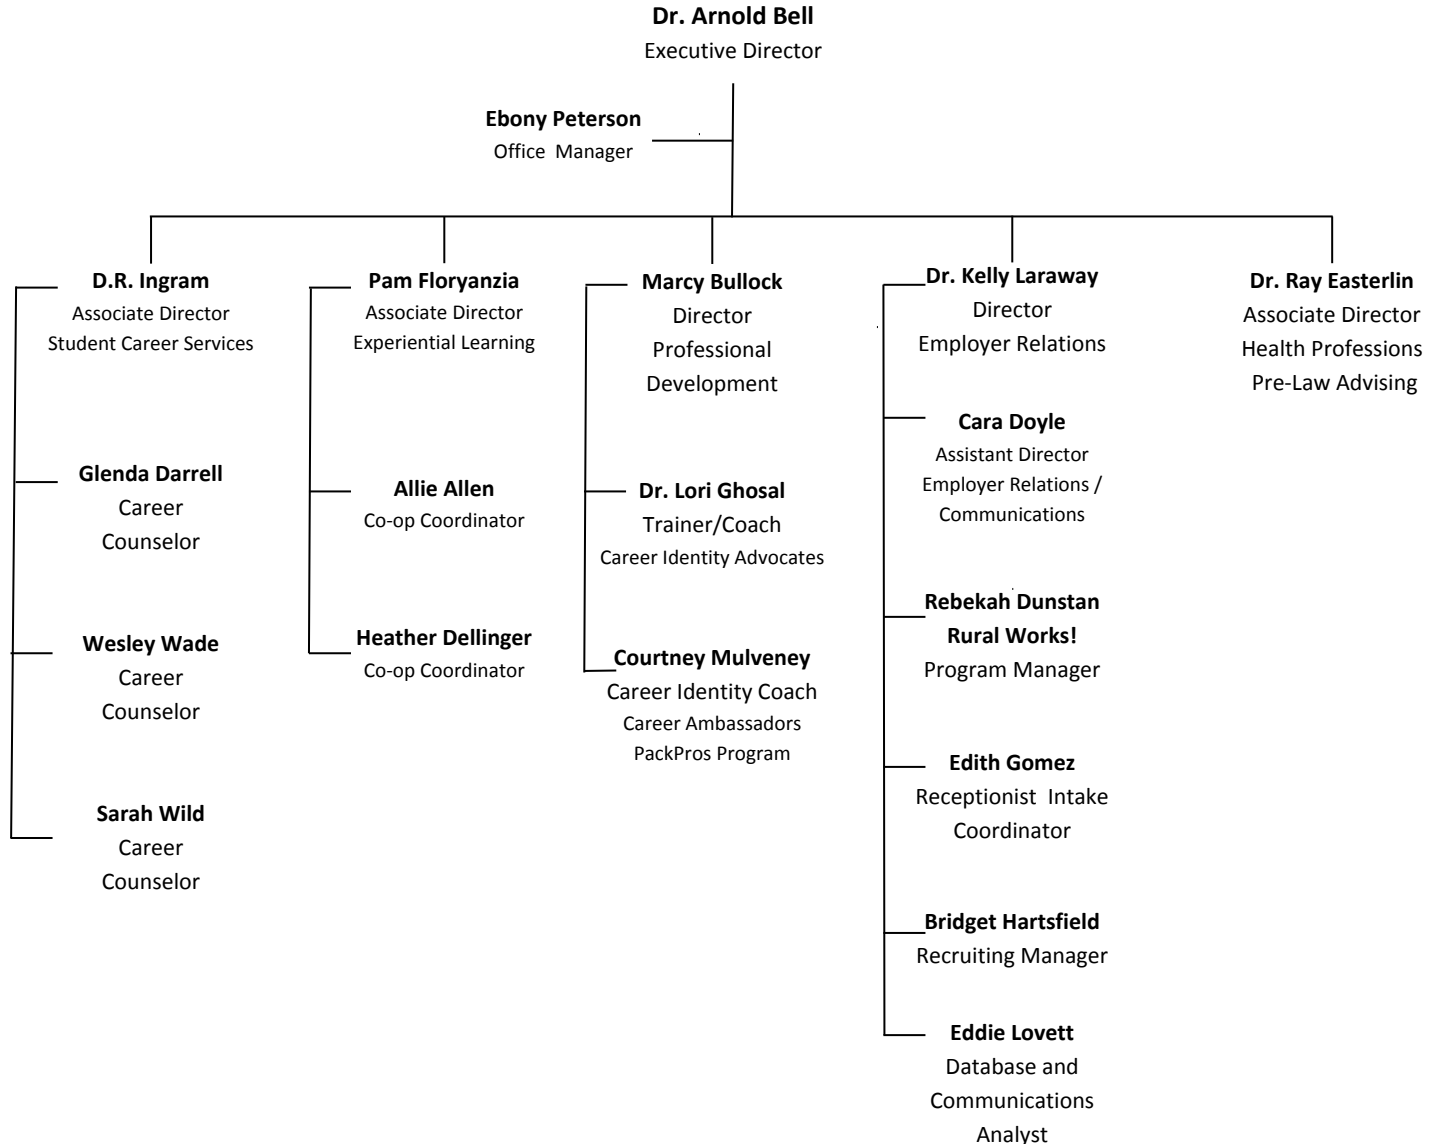 Dr. Arnold Bell
Executive Director
Ebony Peterson
Office Manager
D.R. Ingram
Associate Director
Student Career Services
Glenda Darrell
Career
Counselor
Wesley Wade
Career
Counselor
Sarah Wild
Career
Counselor
Pam Floryanzia
Associate Director
Experiential Learning
Allie Allen
Co-op Coordinator
Heather Dellinger
Co-op Coordinator
Marcy Bullock
Director
Professional
Development
Dr. Lori Ghosal
Trainer/Coach
Career Identity Advocates
Courtney Mulveney
Career Identity Coach
Career Ambassadors
PackPros Program
Dr. Kelly Laraway
Director
Employer Relations
Cara Doyle
Assistant Director
Employer Relations /
Communications
Rebekah Dunstan
Rural Works!
Program Manager
Edith Gomez
Receptionist Intake
Coordinator
Bridget Hartsfield
Recruiting Manager
Eddie Lovett
Database and
Communications
Analyst
Dr. Ray Easterlin
Associate Director
Health Professions
Pre-Law Advising